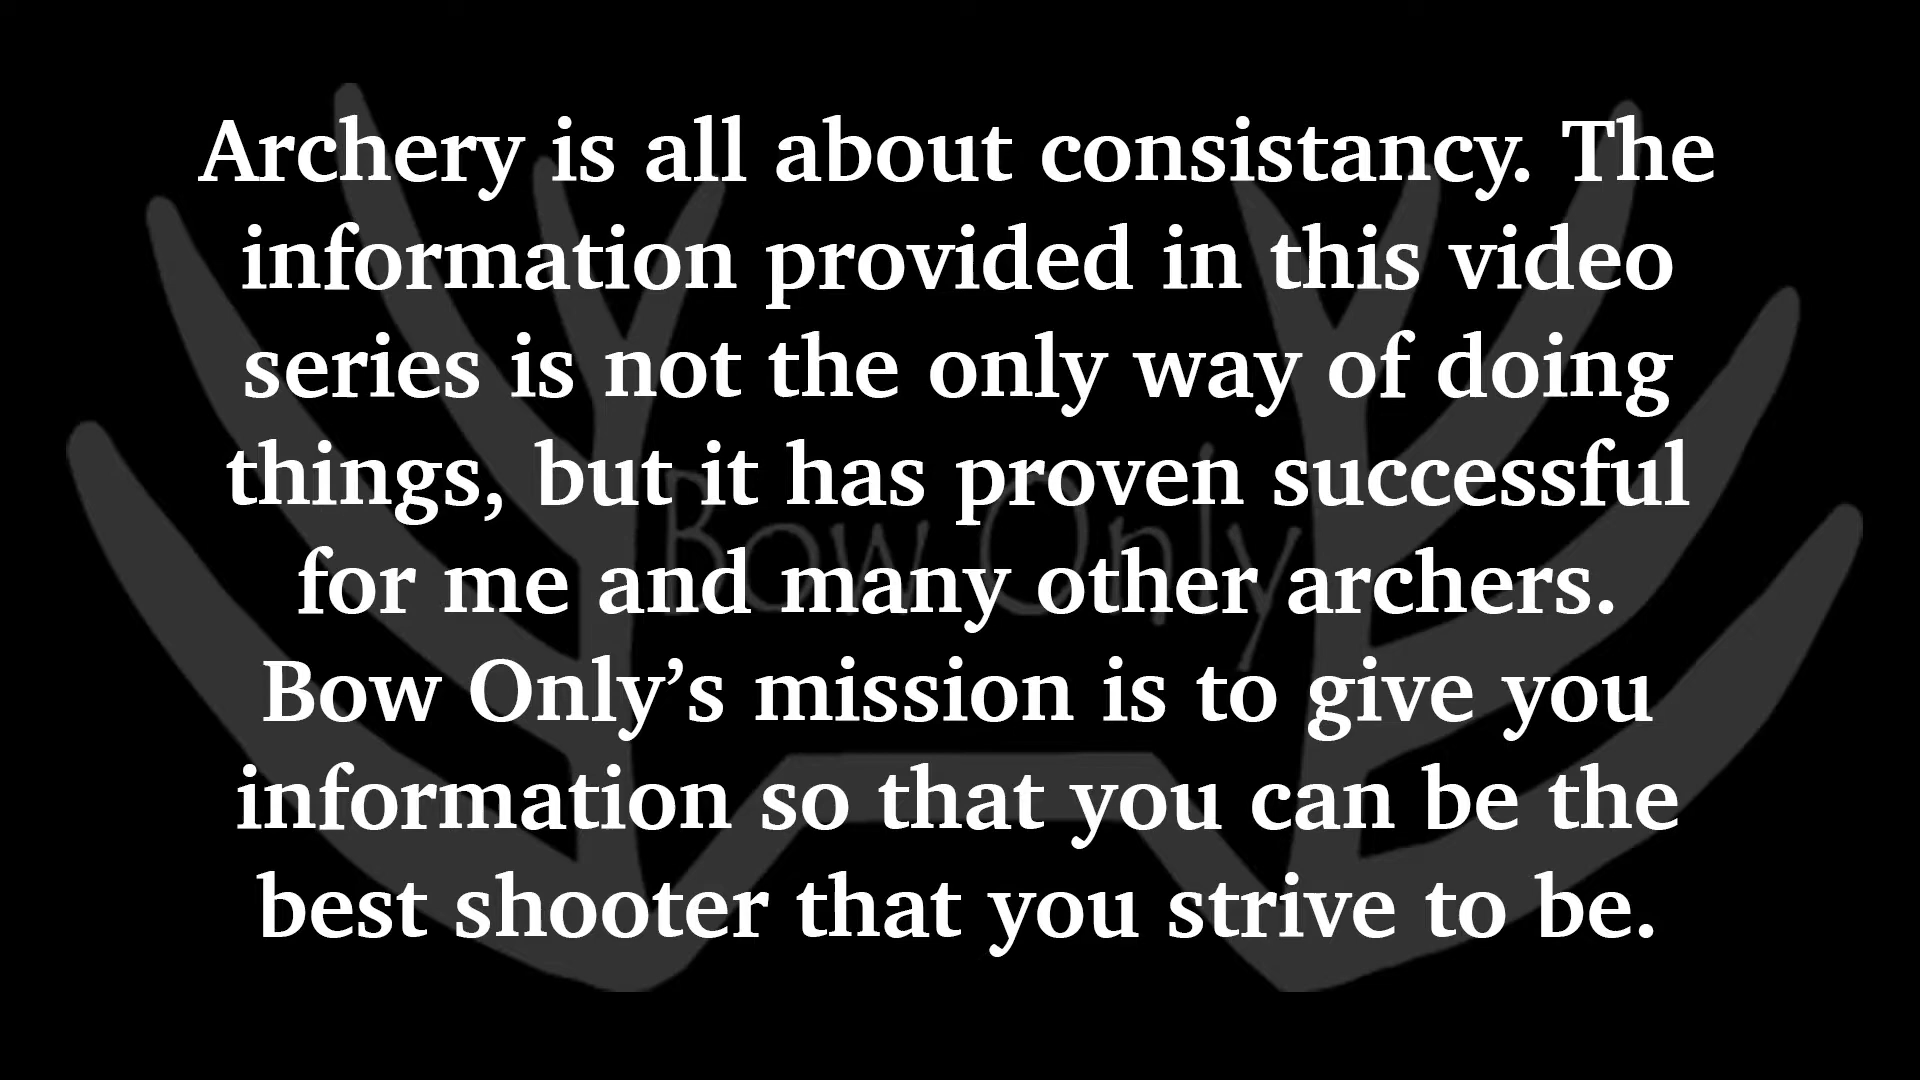 Archery is all about consistancy. The
information provided in this video
series is not the only way of doing
things, but it has proven successful
for me and many other archers.
Bow Only’s mission is to give you
information so that you can be the
best shooter that you strive to be.
Bow Only